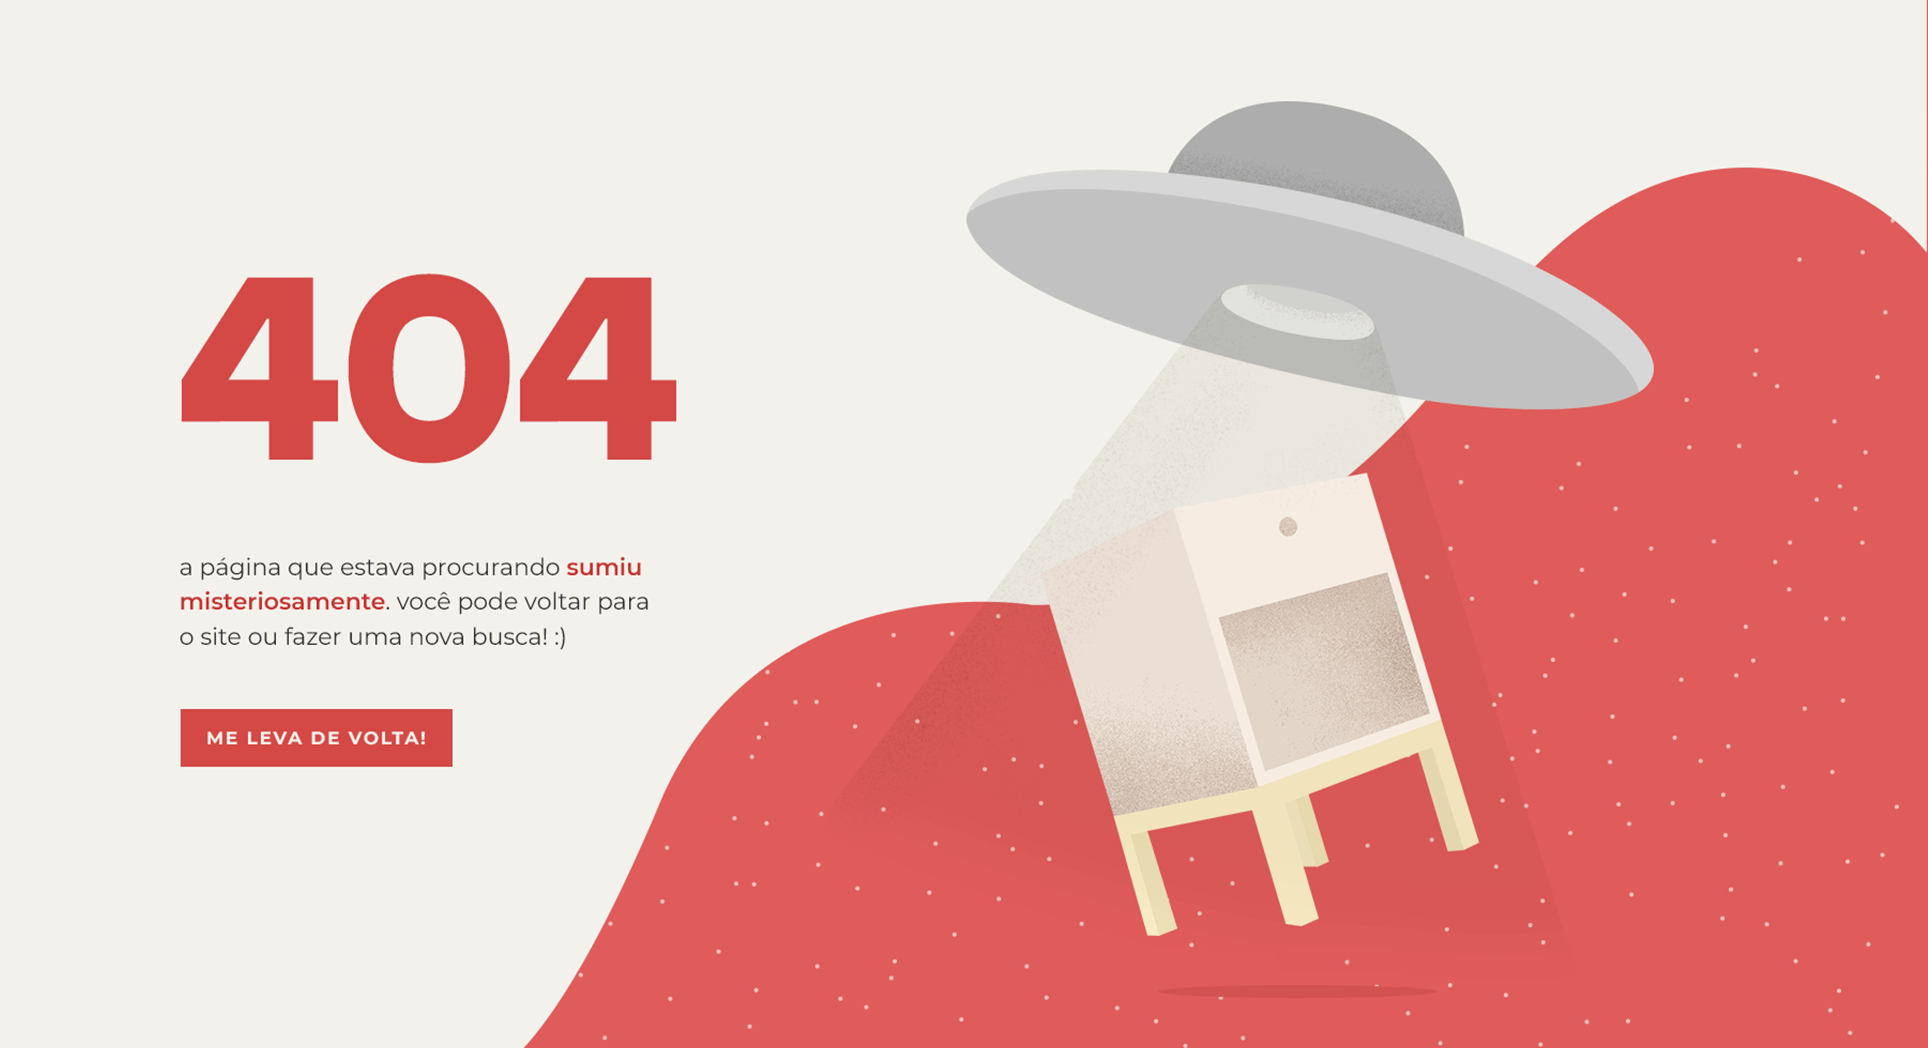 404
a página que estava procurando sumiu
misteriosamente. você pode voltar para
o site ou fazer uma nova busca! :)
ME LEVA DE VOLTA!